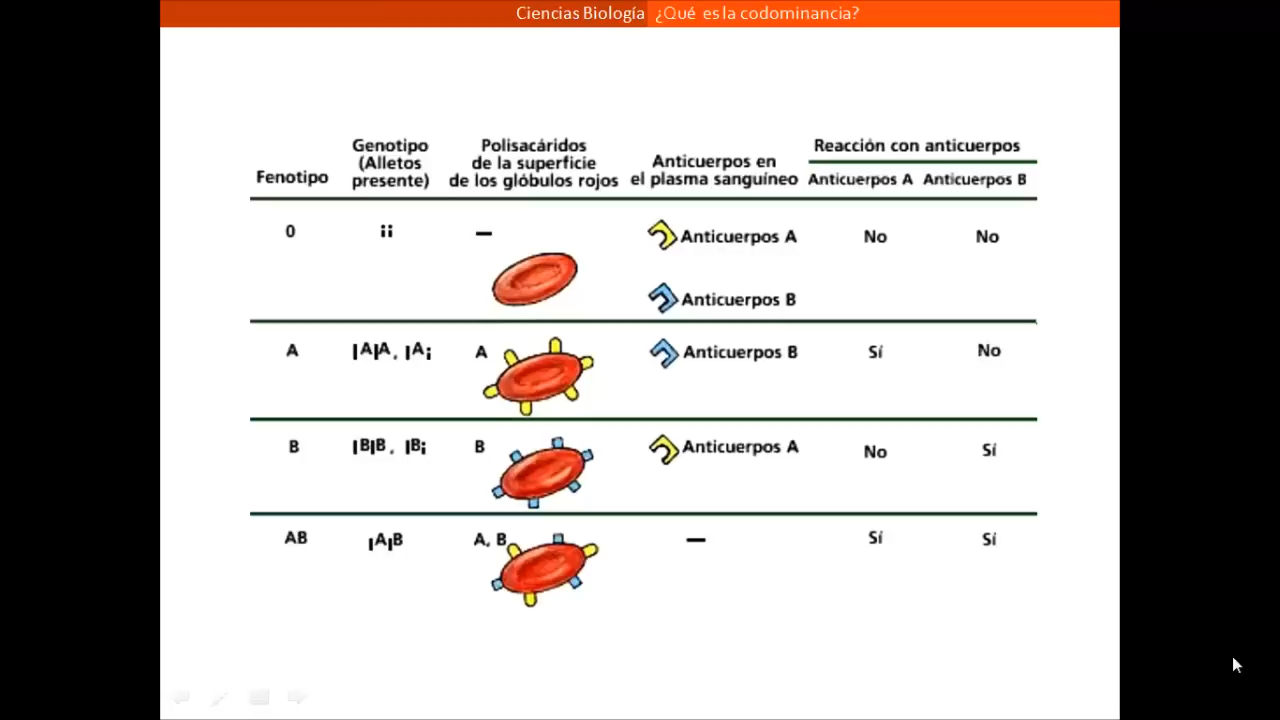 Ciencias Biología ¿Qué es la codominancia?
Fenotipo
Genotipo
(Alletos
presente)
Polisacáridos
de la superficie
de los glóbulos rojos
Anticuerpos en
el plasma sanguíneo
Reacción con anticuerpos
Anticuerpos A Anticuerpos B
0 ii — Anticuerpos A No No
Anticuerpos B
A IAIA, IAi A Anticuerpos B Sí No
B IBIB, IBi B Anticuerpos A No Sí
AB IAIB A, B — Sí Sí